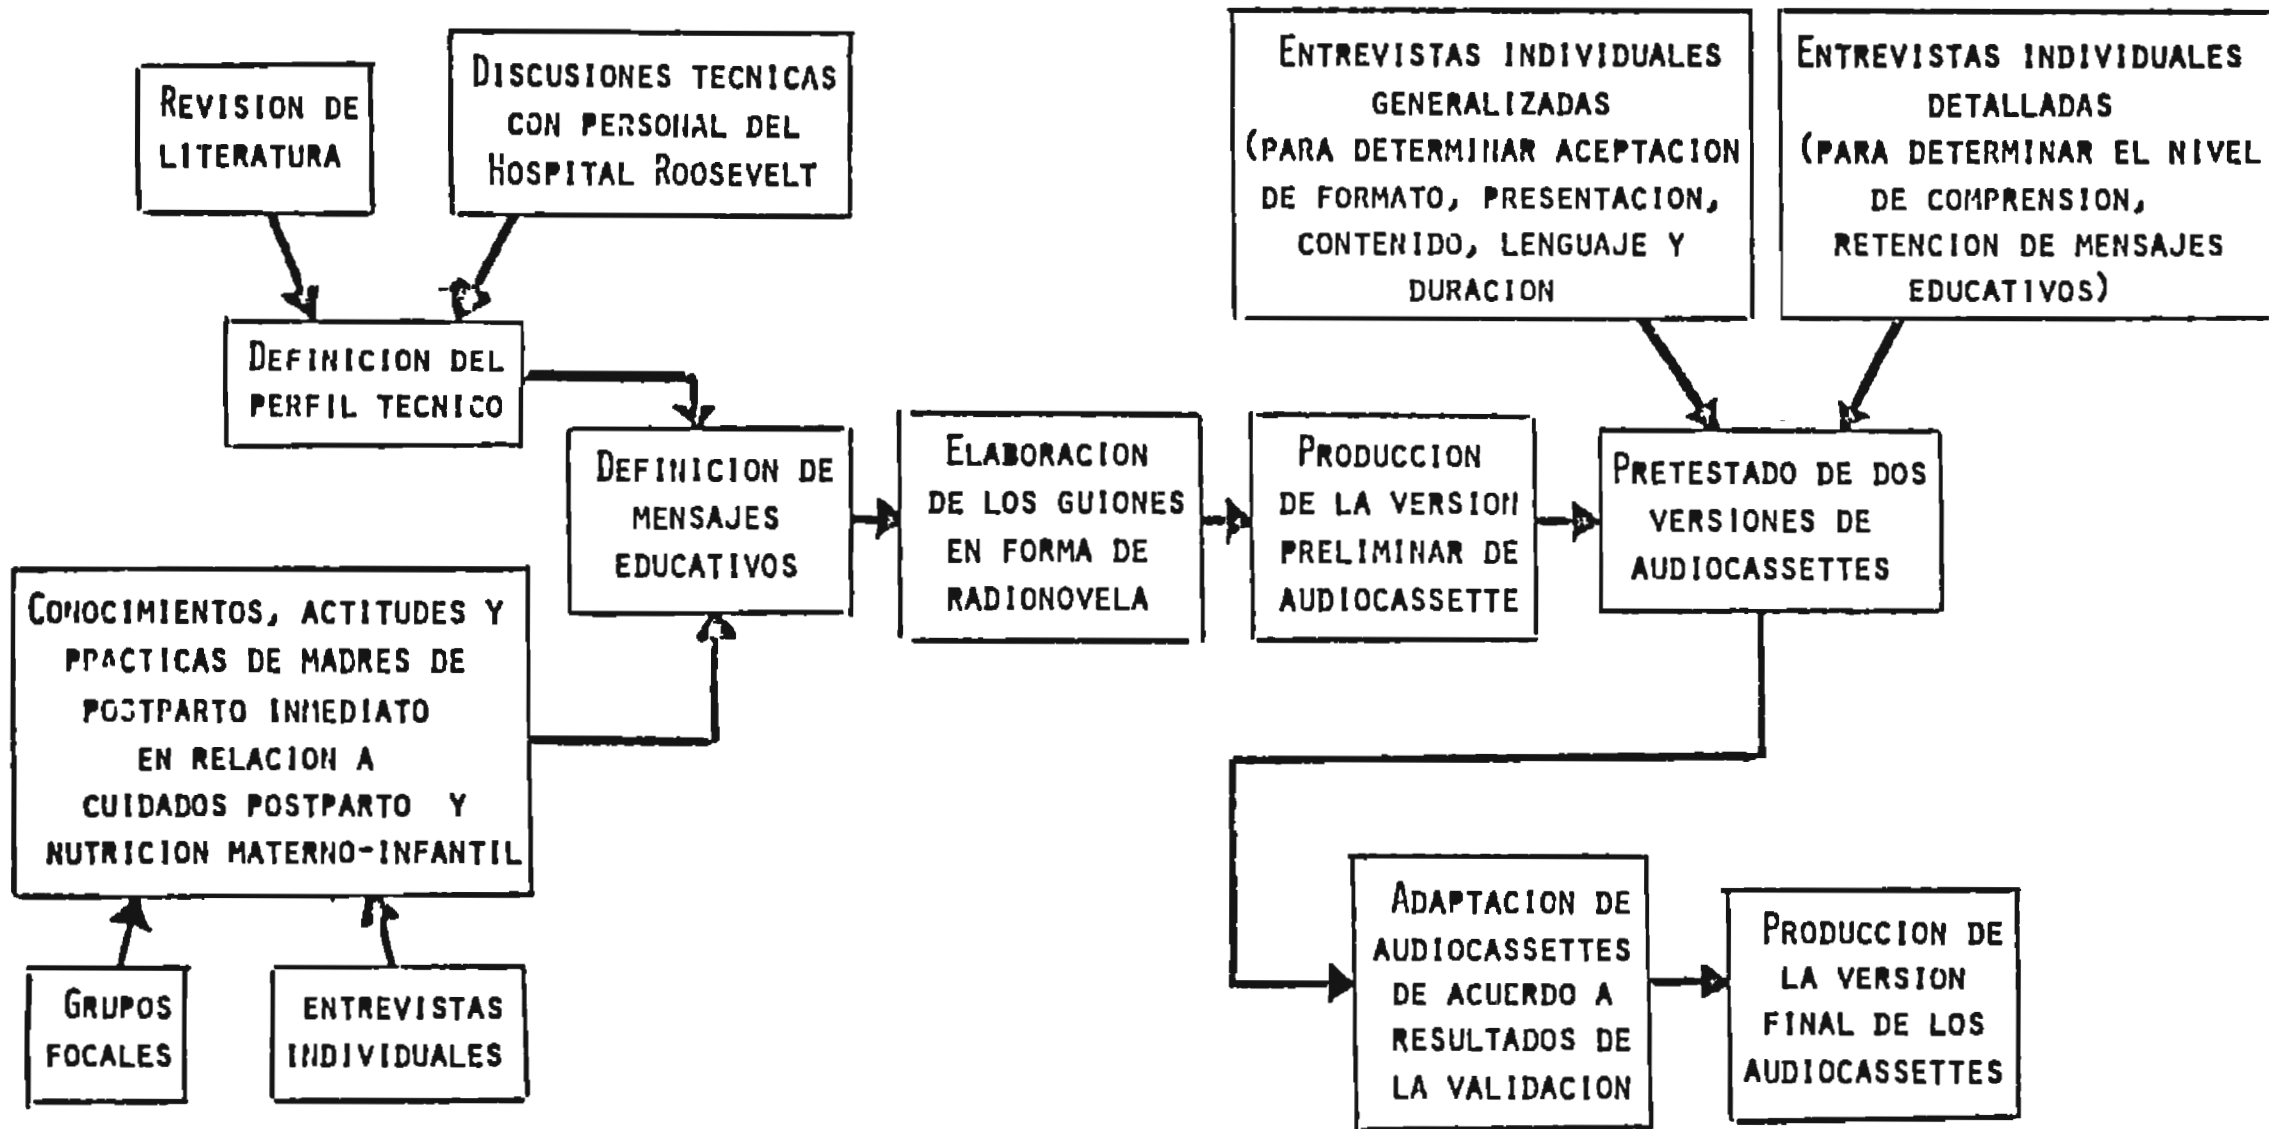 REVISION DE
LITERATURA
DISCUSIONES TECNICAS
CON PERSONAL DEL
HOSPITAL ROOSEVELT
DEFINICION DEL
PERFIL TECNICO
CONOCIMIENTOS, ACTITUDES Y
PRACTICAS DE MADRES DE
POSTPARTO INMEDIATO
EN RELACION A
CUIDADOS POSTPARTO Y
NUTRICION MATERNO-INFANTIL
GRUPOS
FOCALES
ENTREVISTAS
INDIVIDUALES
DEFINICION DE
MENSAJES
EDUCATIVOS
ELABORACION
DE LOS GUIONES
EN FORMA DE
RADIONOVELA
PRODUCCION
DE LA VERSION
PRELIMINAR DE
AUDIOCASSETTE
ENTREVISTAS INDIVIDUALES
GENERALIZADAS
(PARA DETERMINAR ACEPTACION
DE FORMATO, PRESENTACION,
CONTENIDO, LENGUAJE Y
DURACION
ENTREVISTAS INDIVIDUALES
DETALLADAS
(PARA DETERMINAR EL NIVEL
DE COMPRENSION,
RETENCION DE MENSAJES
EDUCATIVOS)
PRETESTADO DE DOS
VERSIONES DE
AUDIOCASSETTES
ADAPTACION DE
AUDIOCASSETTES
DE ACUERDO A
RESULTADOS DE
LA VALIDACION
PRODUCCION DE
LA VERSION
FINAL DE LOS
AUDIOCASSETTES